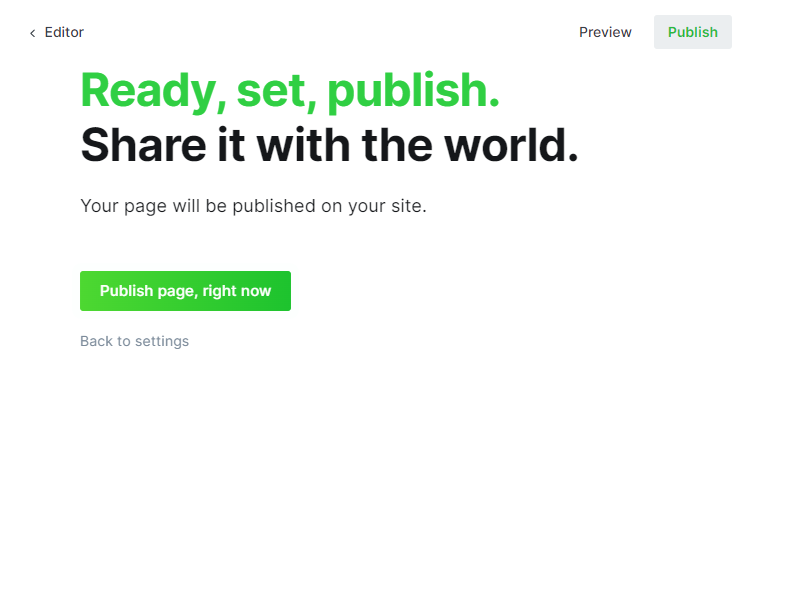 Editor
Preview
Publish
Ready, set, publish.
Share it with the world.
Your page will be published on your site.
Publish page, right now
Back to settings